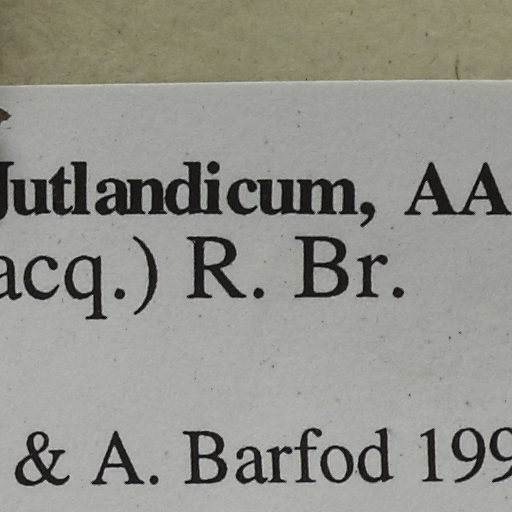 Jutlandicum, AA
acq.) R. Br.
& A. Barfod 199